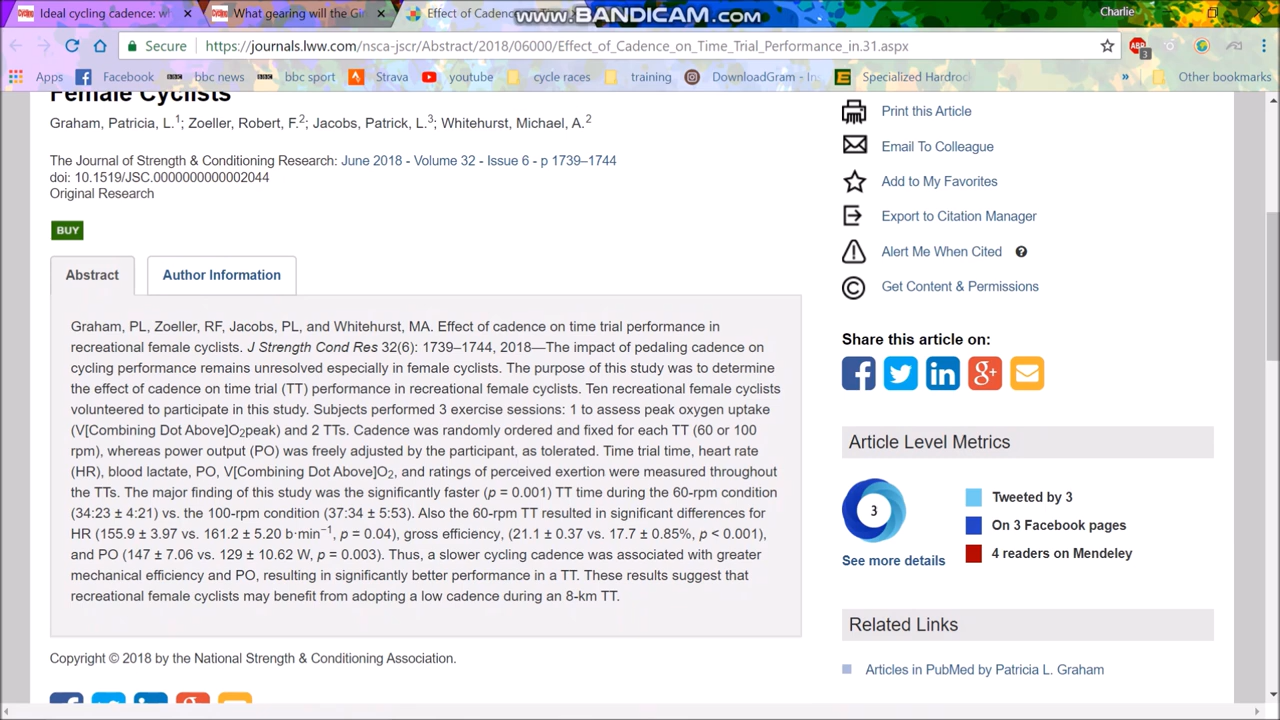 Ideal cycling cadence: wh
What gearing will the Gi
Effect of Cadenc
www.BANDICAM.com
Charlie
Secure
https://journals.lww.com/nsca-jscr/Abstract/2018/06000/Effect_of_Cadence_on_Time_Trial_Performance_in.31.aspx
3
Apps Facebook bbc news bbc sport Strava youtube cycle races training DownloadGram - In Specialized Hardroc » Other bookmarks
Female Cyclists
Graham, Patricia, L.1; Zoeller, Robert, F.2; Jacobs, Patrick, L.3; Whitehurst, Michael, A.2
The Journal of Strength & Conditioning Research: June 2018 - Volume 32 - Issue 6 - p 1739–1744
doi: 10.1519/JSC.0000000000002044
Original Research
BUY
Abstract
Author Information
Graham, PL, Zoeller, RF, Jacobs, PL, and Whitehurst, MA. Effect of cadence on time trial performance in
recreational female cyclists. J Strength Cond Res 32(6): 1739–1744, 2018—The impact of pedaling cadence on
cycling performance remains unresolved especially in female cyclists. The purpose of this study was to determine
the effect of cadence on time trial (TT) performance in recreational female cyclists. Ten recreational female cyclists
volunteered to participate in this study. Subjects performed 3 exercise sessions: 1 to assess peak oxygen uptake
(V[Combining Dot Above]O2peak) and 2 TTs. Cadence was randomly ordered and fixed for each TT (60 or 100
rpm), whereas power output (PO) was freely adjusted by the participant, as tolerated. Time trial time, heart rate
(HR), blood lactate, PO, V[Combining Dot Above]O2, and ratings of perceived exertion were measured throughout
the TTs. The major finding of this study was the significantly faster (p = 0.001) TT time during the 60-rpm condition
(34:23 ± 4:21) vs. the 100-rpm condition (37:34 ± 5:53). Also the 60-rpm TT resulted in significant differences for
HR (155.9 ± 3.97 vs. 161.2 ± 5.20 b·min−1, p = 0.04), gross efficiency, (21.1 ± 0.37 vs. 17.7 ± 0.85%, p < 0.001),
and PO (147 ± 7.06 vs. 129 ± 10.62 W, p = 0.003). Thus, a slower cycling cadence was associated with greater
mechanical efficiency and PO, resulting in significantly better performance in a TT. These results suggest that
recreational female cyclists may benefit from adopting a low cadence during an 8-km TT.
Copyright © 2018 by the National Strength & Conditioning Association.
Print this Article
Email To Colleague
Add to My Favorites
Export to Citation Manager
Alert Me When Cited ?
Get Content & Permissions
Share this article on:
Article Level Metrics
3
Tweeted by 3
On 3 Facebook pages
4 readers on Mendeley
See more details
Related Links
Articles in PubMed by Patricia L. Graham